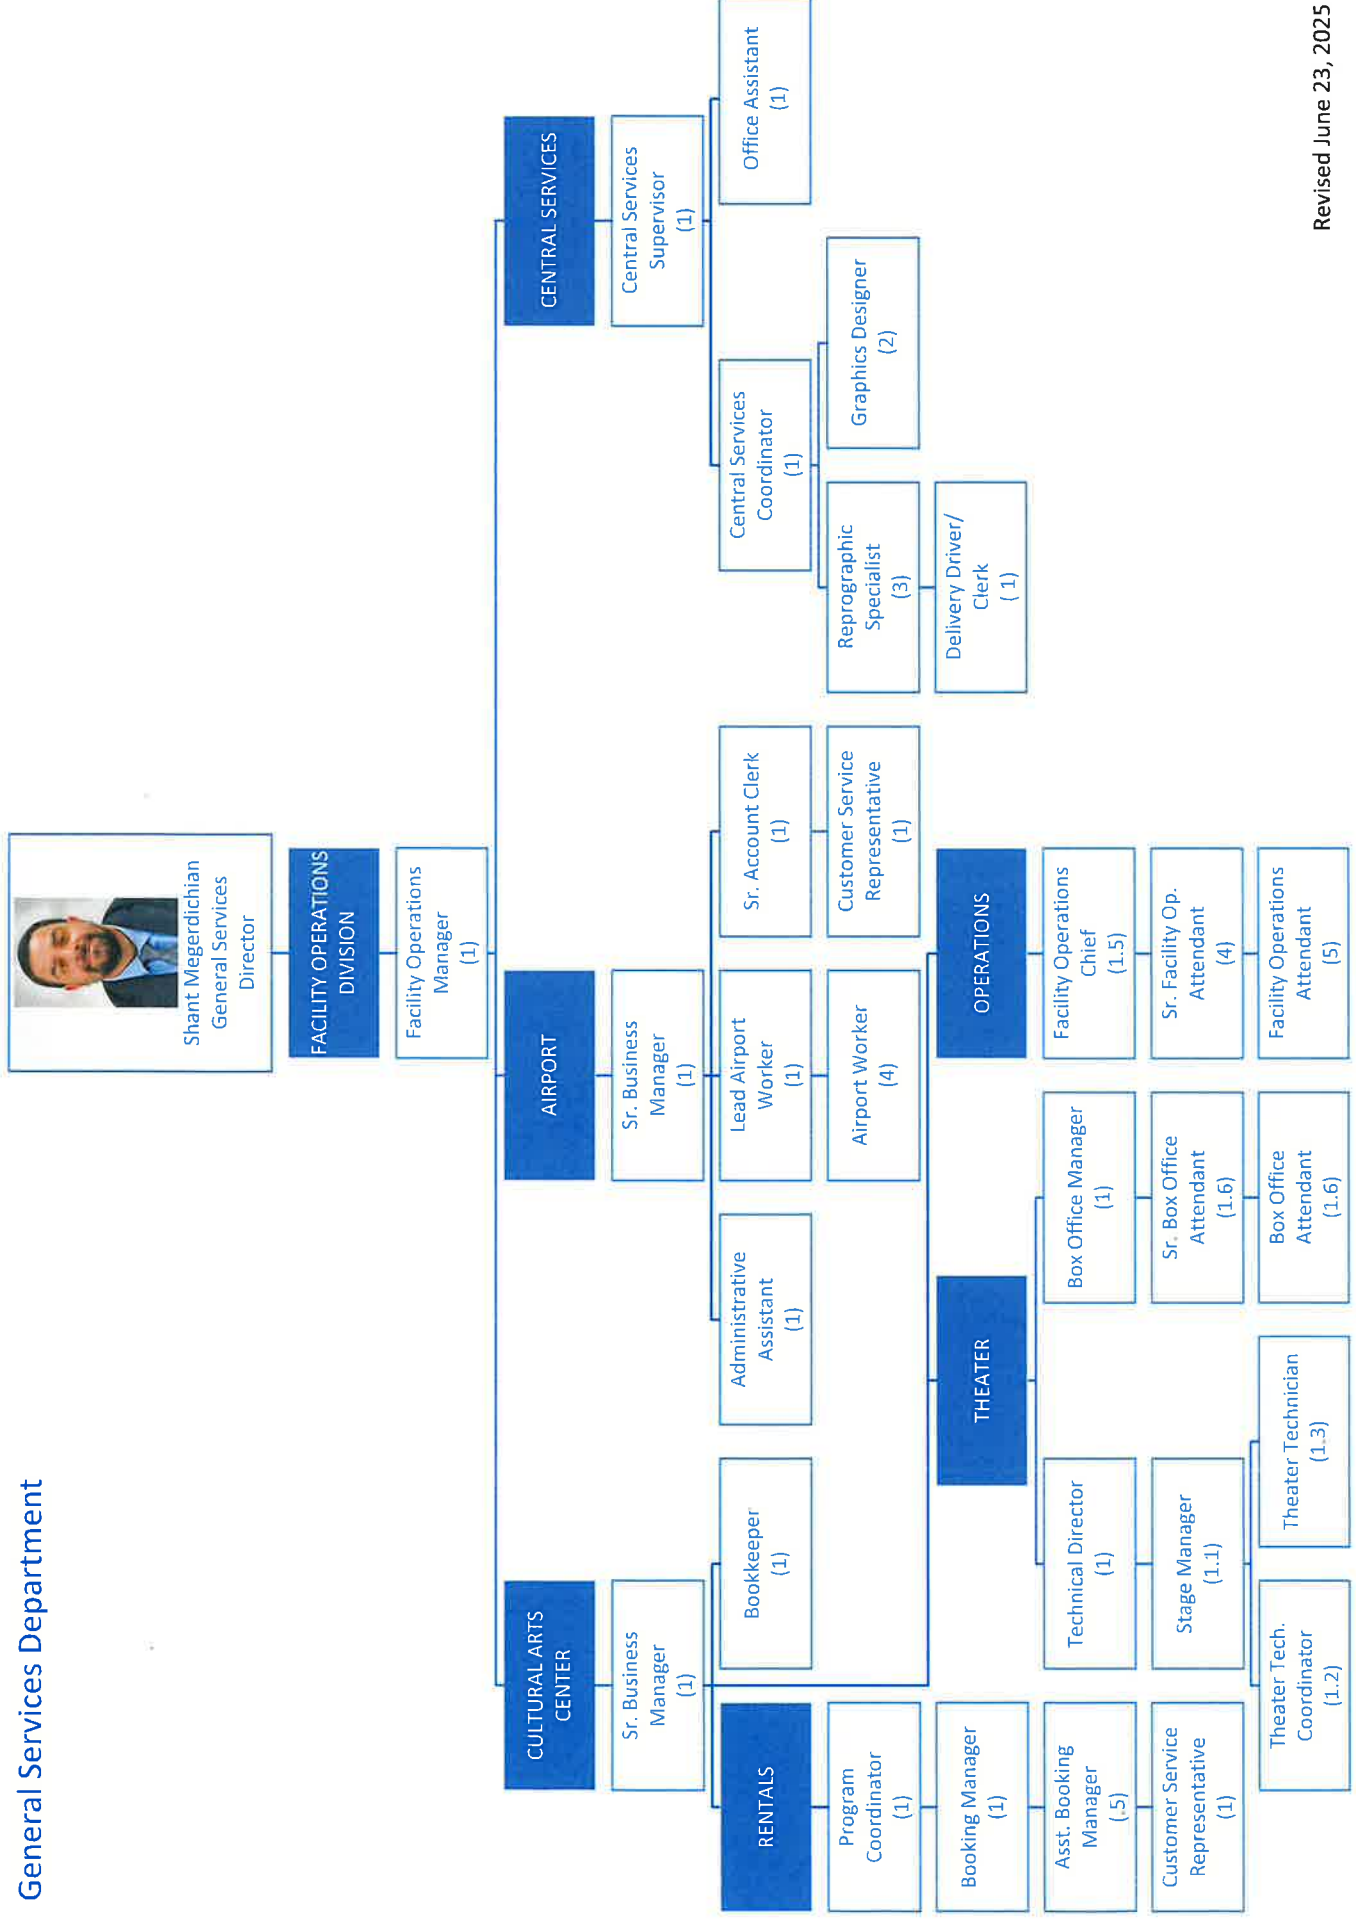 General Services Department
Shant Megerdichian
General Services
Director
FACILITY OPERATIONS
DIVISION
Facility Operations
Manager
(1)
CULTURAL ARTS
CENTER
Sr. Business
Manager
(1)
RENTALS
Program
Coordinator
(1)
Booking Manager
(1)
Asst. Booking
Manager
(.5)
Customer Service
Representative
(1)
Bookkeeper
(1)
THEATER
Technical Director
(1)
Stage Manager
(1.1)
Theater Tech.
Coordinator
(1.2)
Theater Technician
(1.3)
Box Office Manager
(1)
Sr. Box Office
Attendant
(1.6)
Box Office
Attendant
(1.6)
OPERATIONS
Facility Operations
Chief
(1.5)
Sr. Facility Op.
Attendant
(4)
Facility Operations
Attendant
(5)
AIRPORT
Sr. Business
Manager
(1)
Administrative
Assistant
(1)
Lead Airport
Worker
(1)
Airport Worker
(4)
Sr. Account Clerk
(1)
Customer Service
Representative
(1)
CENTRAL SERVICES
Central Services
Supervisor
(1)
Central Services
Coordinator
(1)
Reprographic
Specialist
(3)
Delivery Driver/
Clerk
( 1)
Graphics Designer
(2)
Office Assistant
(1)
Revised June 23, 2025